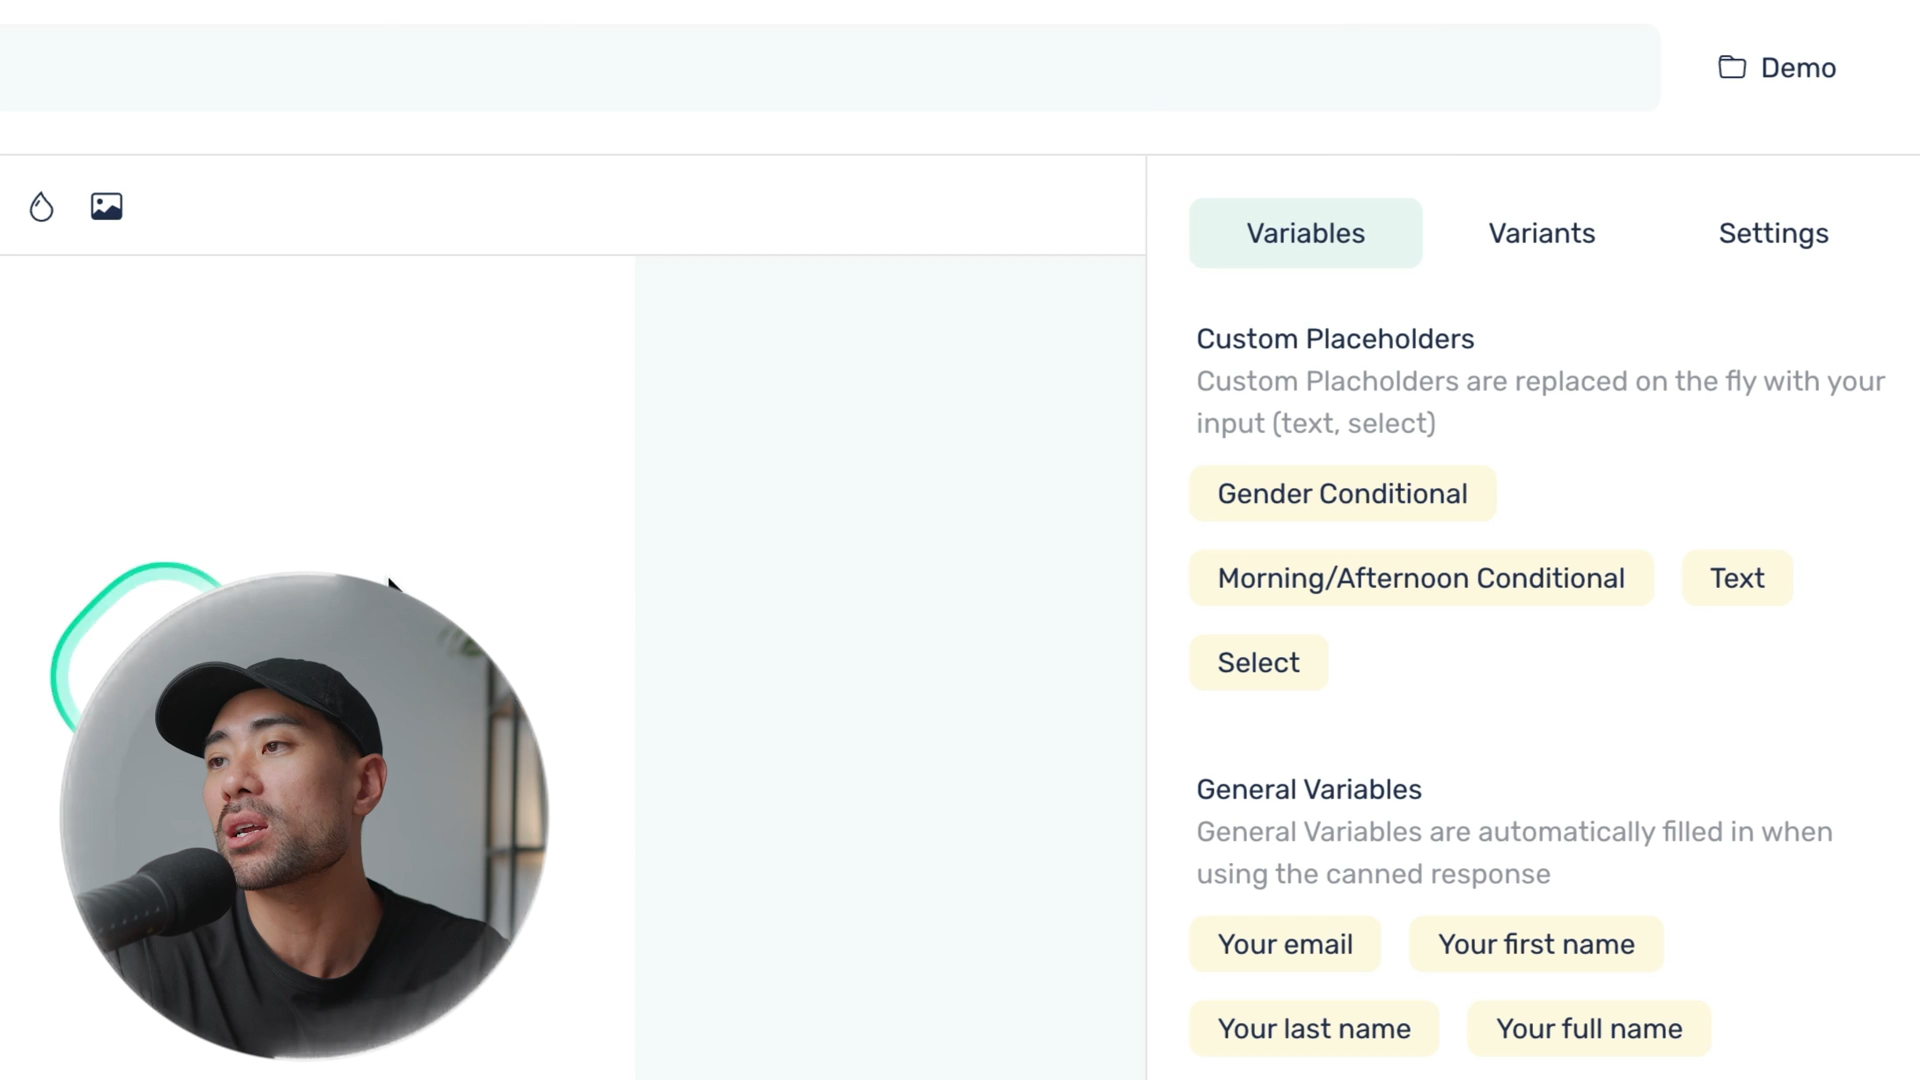 Demo
Variables Variants Settings
Custom Placeholders
Custom Placholders are replaced on the fly with your
input (text, select)
Gender Conditional
Morning/Afternoon Conditional Text
Select
General Variables
General Variables are automatically filled in when
using the canned response
Your email Your first name
Your last name Your full name